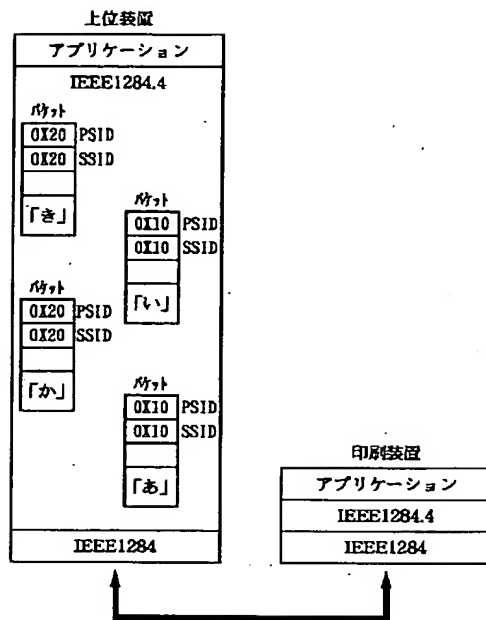 上位装置
アプリケーション
IEEE1284.4
パケット
0X20 PSID
0X20 SSID
「き」
パケット
0X10 PSID
0X10 SSID
「い」
パケット
0X20 PSID
0X20 SSID
「か」
パケット
0X10 PSID
0X10 SSID
「あ」
IEEE1284
印刷装置
アプリケーション
IEEE1284.4
IEEE1284